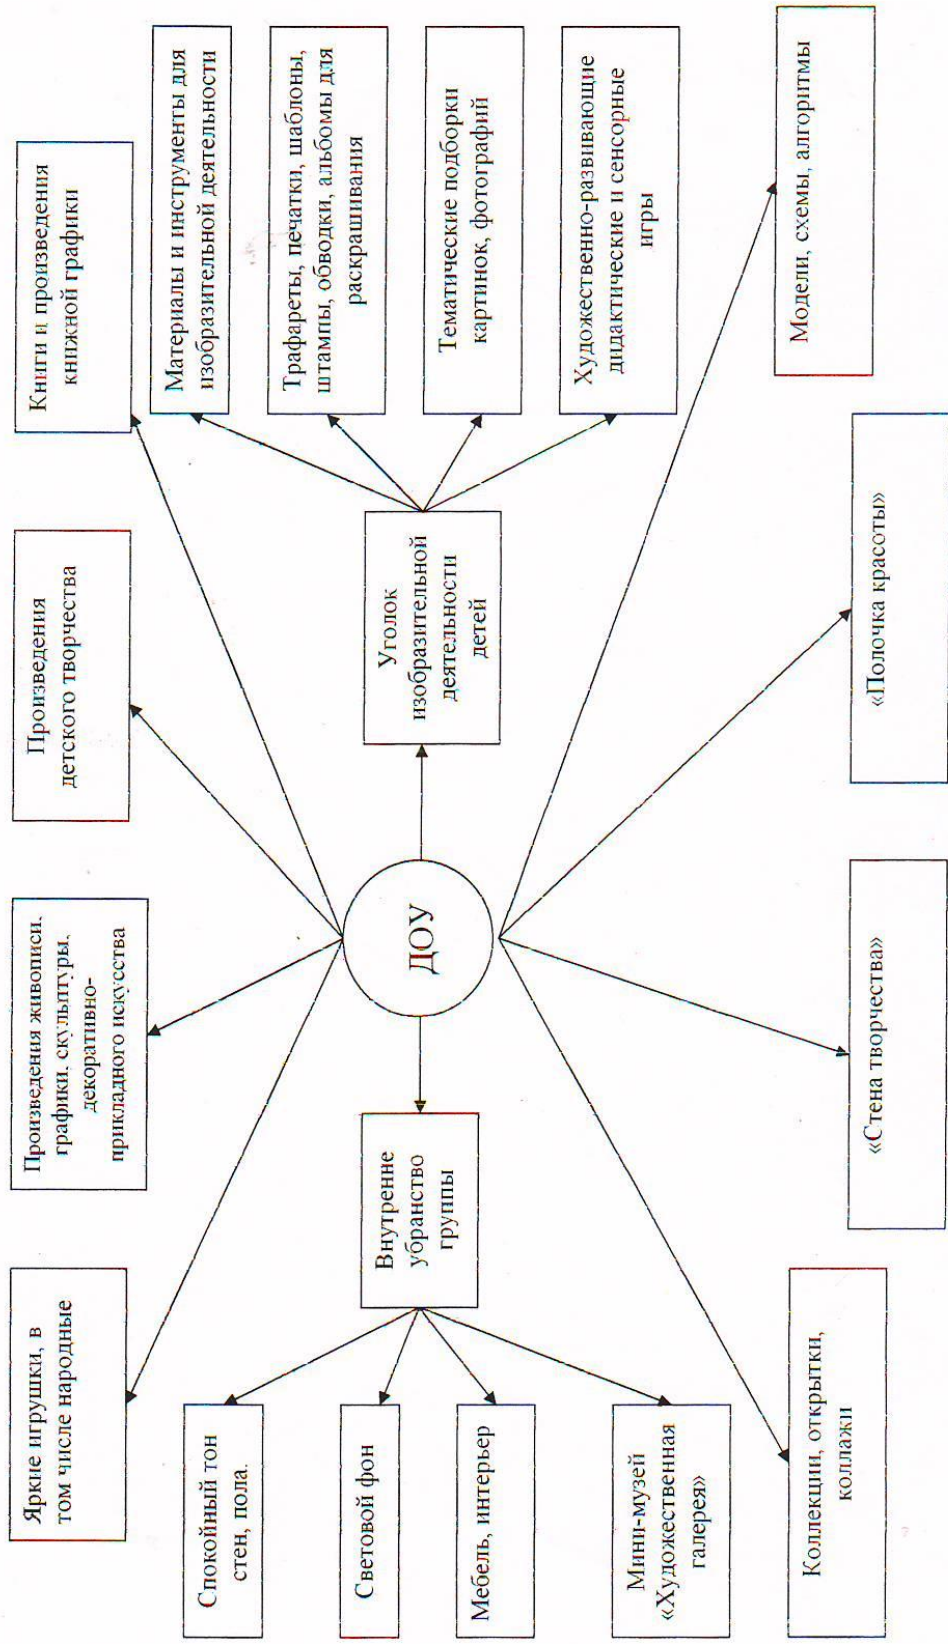 Яркие игрушки, в
том числе народные
Произведения живописи.
графики, скульптуры,
декоративно-
прикладного искусства
Произведения
детского творчества
Книги и произведения
книжной графики
Спокойный тон
стен, пола.
Световой фон
Мебель, интерьер
Мини-музей
«Художественная
галерея»
Внутренне
убранство
группы
ДОУ
Уголок
изобразительной
деятельности
детей
Материалы и инструменты для
изобразительной деятельности
Трафареты, печатки, шаблоны,
штампы, обводки, альбомы для
раскрашивания
Тематические подборки
картинок, фотографий
Художественно-развивающие
дидактические и сенсорные
игры
Коллекции, открытки,
коллажи
«Стена творчества»
«Полочка красоты»
Модели, схемы, алгоритмы